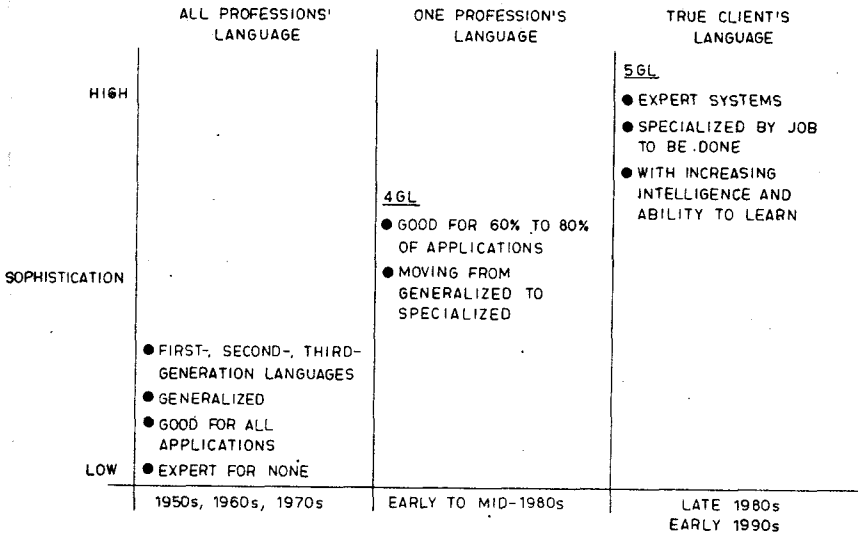 ALL PROFESSIONS'
LANGUAGE
ONE PROFESSION'S
LANGUAGE
TRUE CLIENT'S
LANGUAGE
HIGH
SOPHISTICATION
LOW
● FIRST-, SECOND-, THIRD-
GENERATION LANGUAGES
● GENERALIZED
● GOOD FOR ALL
APPLICATIONS
● EXPERT FOR NONE
4GL
● GOOD FOR 60% TO 80%
OF APPLICATIONS
● MOVING FROM
GENERALIZED TO
SPECIALIZED
5GL
● EXPERT SYSTEMS
● SPECIALIZED BY JOB
TO BE DONE
● WITH INCREASING
INTELLIGENCE AND
ABILITY TO LEARN
1950s, 1960s, 1970s
EARLY TO MID-1980s
LATE 1980s
EARLY 1990s